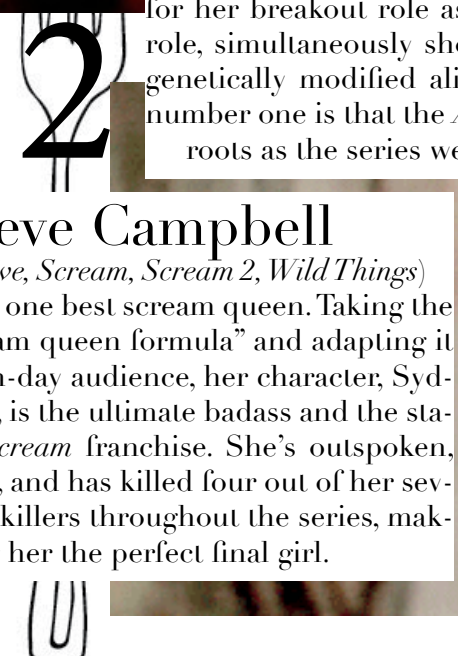 for her breakout role as
role, simultaneously
genetically modified
number one is that the
2
roots as the series
eve Campbell
ve, Scream, Scream 2, Wild Things)
one best scream queen. Taking the
am queen formula” and adapting it
n-day audience, her character, Syd-
, is the ultimate badass and the sta-
cream franchise. She’s outspoken,
, and has killed four out of her sev-
killers throughout the series, mak-
her the perfect final girl.